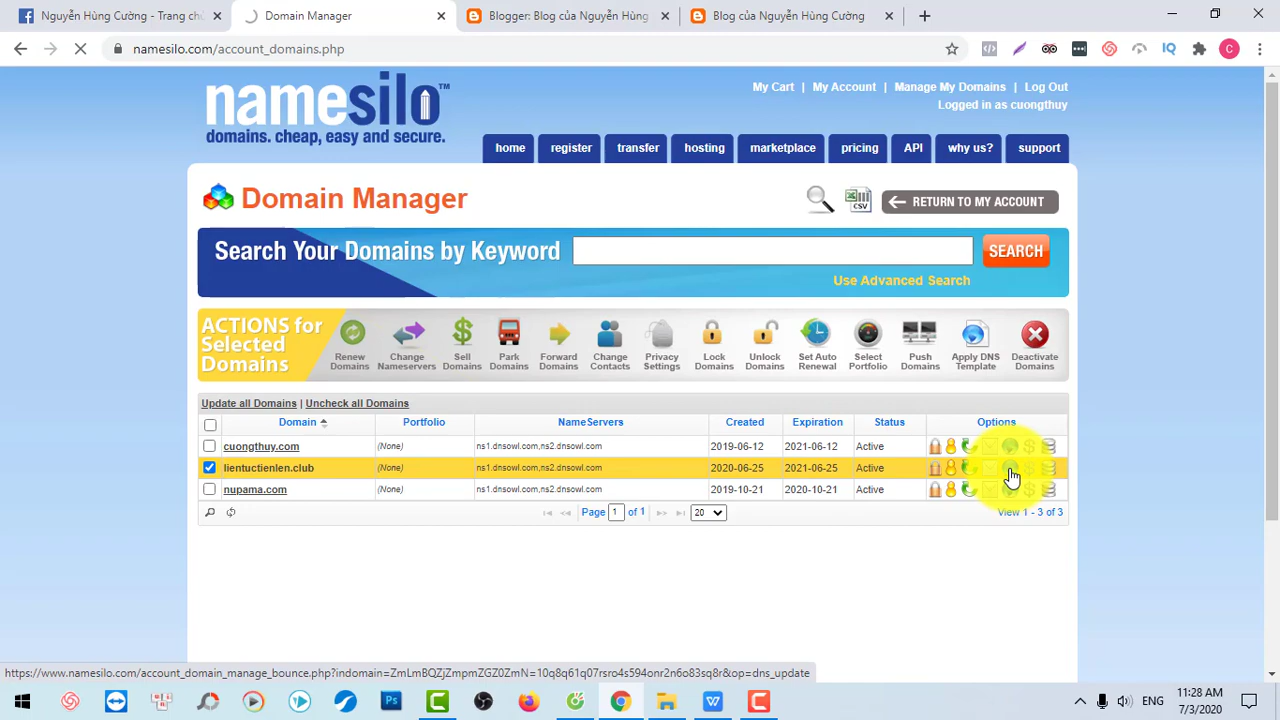 Nguyễn Hùng Cường - Trang ch
Domain Manager
Blogger: Blog của Nguyễn Hùng
Blog của Nguyễn Hùng Cường
namesilo.com/account_domains.php
namesilo™
domains. cheap, easy and secure.
My Cart | My Account | Manage My Domains | Log Out
Logged in as cuongthuy
home register transfer hosting marketplace pricing API why us? support
Domain Manager
CSV
RETURN TO MY ACCOUNT
Search Your Domains by Keyword
SEARCH
Use Advanced Search
ACTIONS for Selected Domains
Renew Domains
Change Nameservers
Sell Domains
Park Domains
Forward Domains
Change Contacts
Privacy Settings
Lock Domains
Unlock Domains
Set Auto Renewal
Select Portfolio
Push Domains
Apply DNS Template
Deactivate Domains
Update all Domains | Uncheck all Domains
Domain Portfolio NameServers Created Expiration Status Options
cuongthuy.com (None) ns1.dnsowl.com,ns2.dnsowl.com 2019-06-12 2021-06-12 Active
lientuctienlen.club (None) ns1.dnsowl.com,ns2.dnsowl.com 2020-06-25 2021-06-25 Active
nupama.com (None) ns1.dnsowl.com,ns2.dnsowl.com 2019-10-21 2020-10-21 Active
Page 1 of 1 20 View 1 - 3 of 3
https://www.namesilo.com/account_domain_manage_bounce.php?indomain=ZmLmBQZjZmpmZGZ0ZmN=10q8q61q07rsro4s594onr2n6o83sq8r&op=dns_update
ENG
11:28 AM
7/3/2020